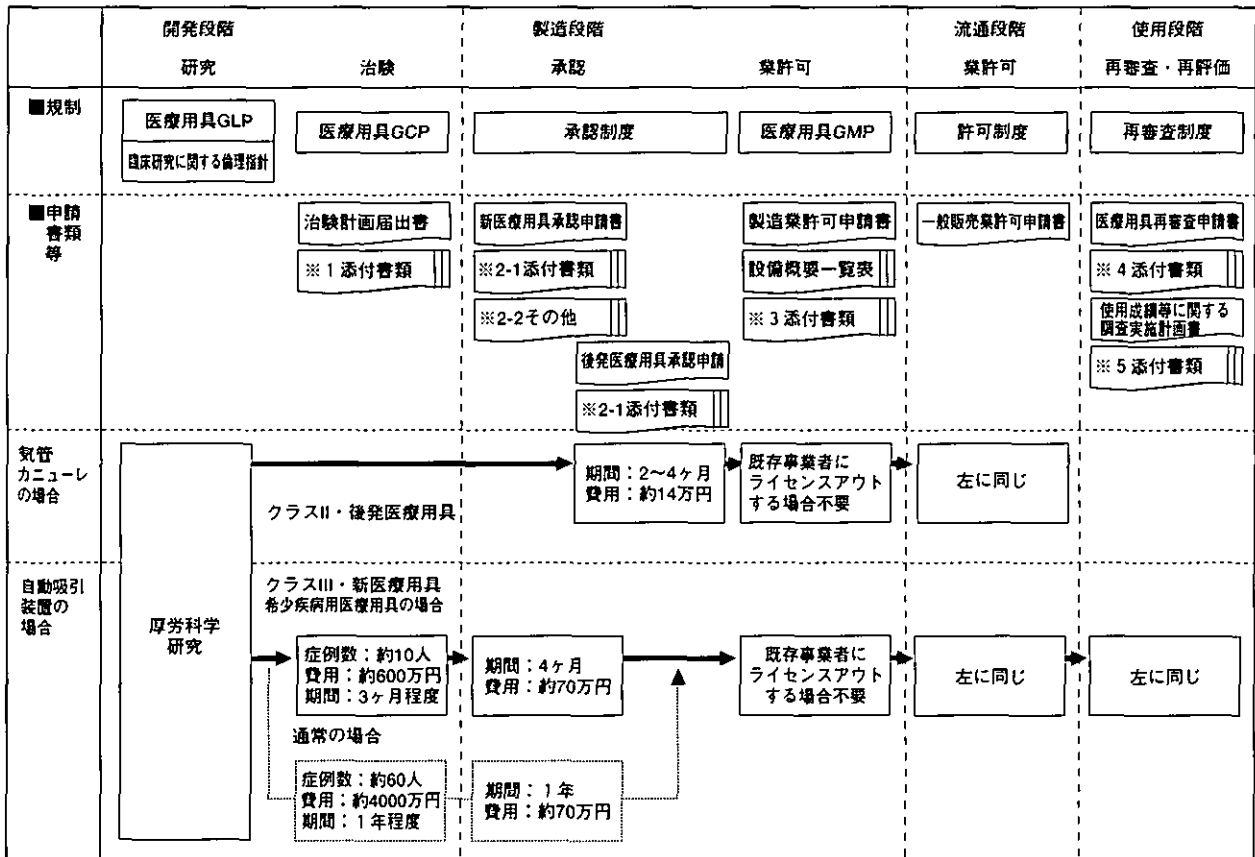 開発段階 製造段階 流通段階 使用段階
研究 治験 承認 業許可 業許可 再審査・再評価
■規制
医療用具GLP
臨床研究に関する倫理指針
医療用具GCP
承認制度
医療用具GMP
許可制度
再審査制度
■申請
書類
等
治験計画届出書
※1添付書類
新医療用具承認申請書
※2-1添付書類
※2-2その他
後発医療用具承認申請
※2-1添付書類
製造業許可申請書
設備概要一覧表
※3添付書類
一般販売業許可申請書
医療用具再審査申請書
※4添付書類
使用成績等に関する
調査実施計画書
※5添付書類
気管
カニューレ
の場合
クラスII・後発医療用具
期間：2〜4ヶ月
費用：約14万円
既存事業者に
ライセンスアウト
する場合不要
左に同じ
自動吸引
装置の
場合
厚労科学
研究
クラスIII・新医療用具
希少疾病用医療用具の場合
症例数：約10人
費用：約600万円
期間：3ヶ月程度
期間：4ヶ月
費用：約70万円
既存事業者に
ライセンスアウト
する場合不要
左に同じ
左に同じ
通常の場合
症例数：約60人
費用：約4000万円
期間：1年程度
期間：1年
費用：約70万円